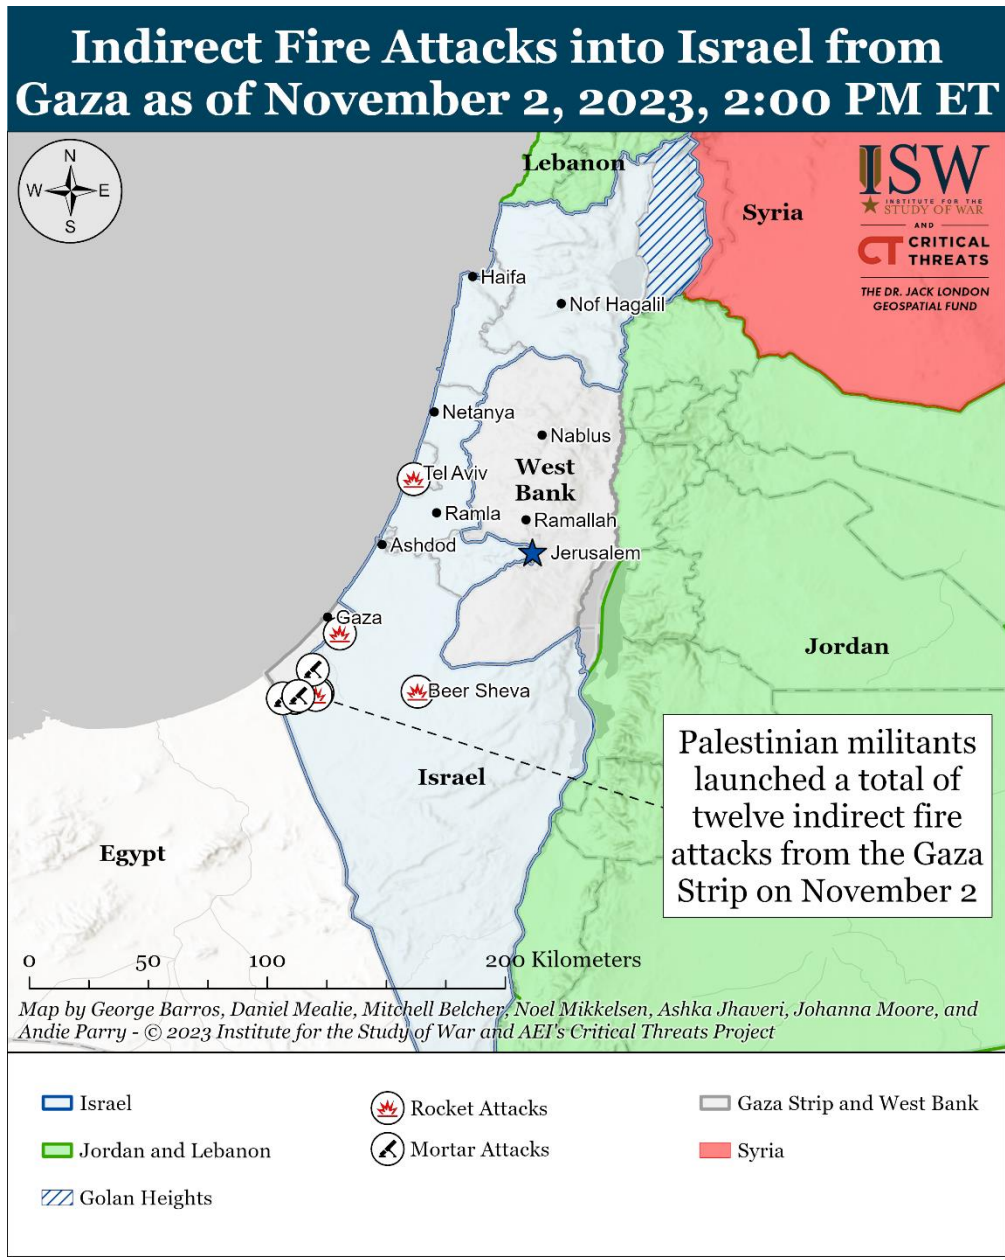 Indirect Fire Attacks into Israel from
Gaza as of November 2, 2023, 2:00 PM ET
N
W E
S
Lebanon
Syria
ISW
INSTITUTE FOR THE
STUDY OF WAR
AND
CT CRITICAL
THREATS
THE DR. JACK LONDON
GEOSPATIAL FUND
Haifa
Nof Hagalil
Netanya
Nablus
West
Bank
Tel Aviv
Ramla
Ramallah
Ashdod
Jerusalem
Gaza
Jordan
Beer Sheva
Israel
Egypt
Palestinian militants
launched a total of
twelve indirect fire
attacks from the Gaza
Strip on November 2
0 50 100 200 Kilometers
Map by George Barros, Daniel Mealie, Mitchell Belcher, Noel Mikkelsen, Ashka Jhaveri, Johanna Moore, and
Andie Parry - © 2023 Institute for the Study of War and AEI's Critical Threats Project
Israel
Rocket Attacks
Gaza Strip and West Bank
Jordan and Lebanon
Mortar Attacks
Syria
Golan Heights